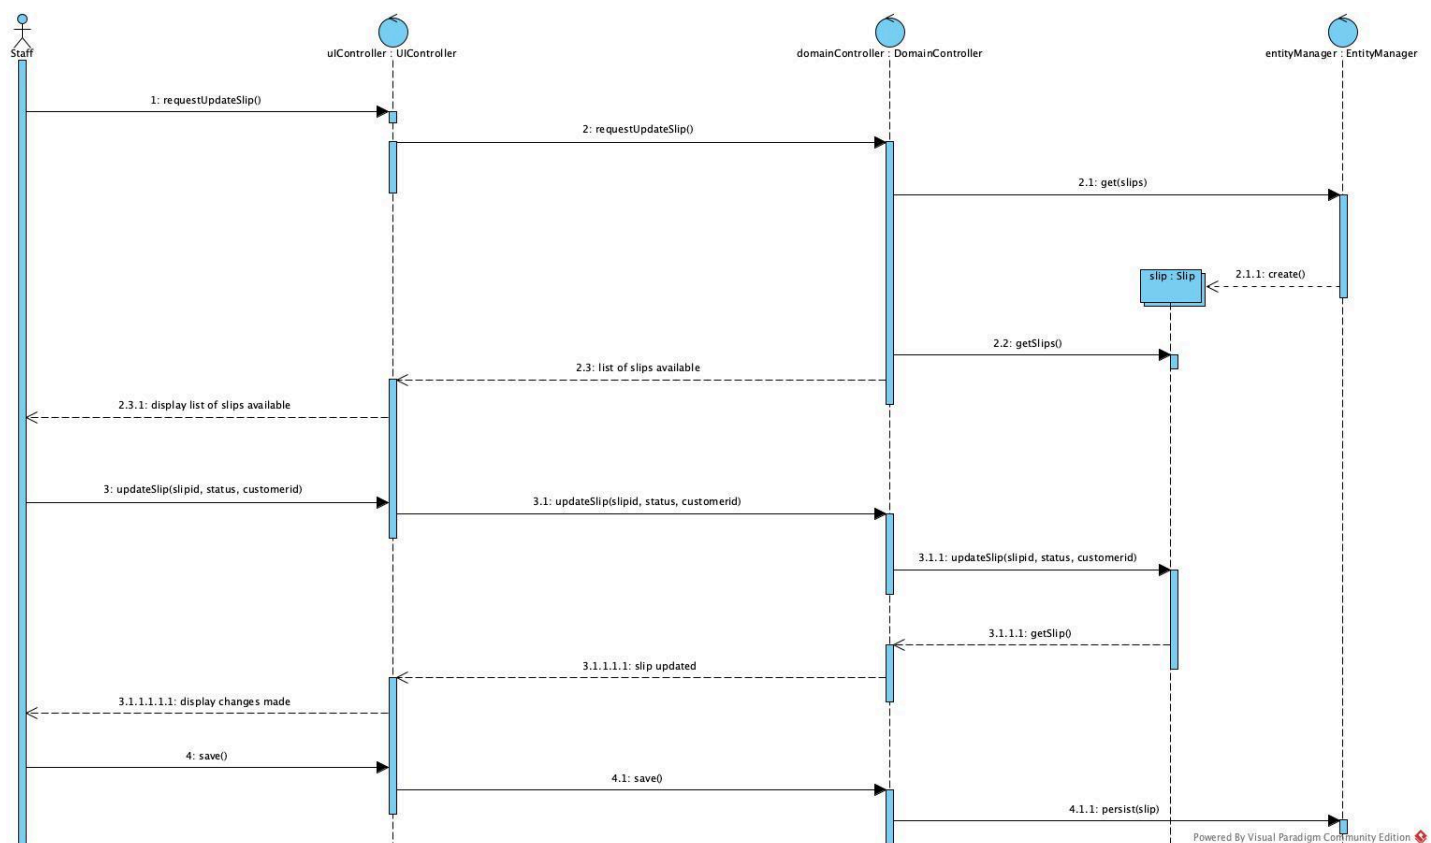 Staff
uIController : UIController
domainController : DomainController
entityManager : EntityManager
1: requestUpdateSlip()
2: requestUpdateSlip()
2.1: get(slips)
slip : Slip
2.1.1: create()
2.2: getSlips()
2.3: list of slips available
2.3.1: display list of slips available
3: updateSlip(slipid, status, customerid)
3.1: updateSlip(slipid, status, customerid)
3.1.1: updateSlip(slipid, status, customerid)
3.1.1.1: getSlip()
3.1.1.1.1: slip updated
3.1.1.1.1.1: display changes made
4: save()
4.1: save()
4.1.1: persist(slip)
Powered By Visual Paradigm Community Edition